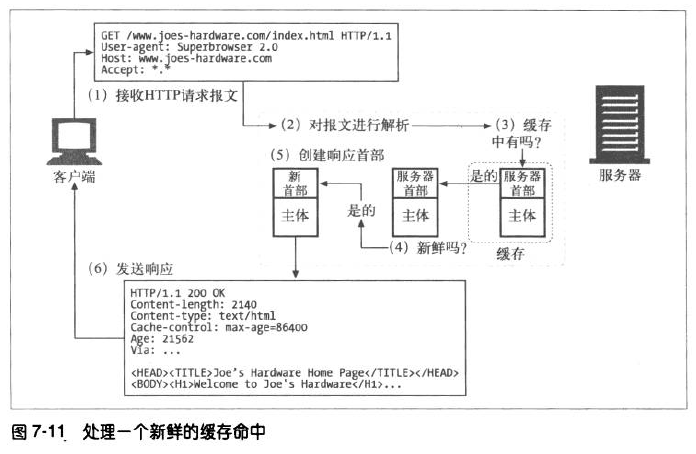 GET /www.joes-hardware.com/index.html HTTP/1.1
User-agent: Superbrowser 2.0
Host: www.joes-hardware.com
Accept: *.*
(1) 接收HTTP请求报文
(2) 对报文进行解析
(3) 缓存
中有吗?
客户端
服务器
(5) 创建响应首部
新
首部
主体
是的
服务器
首部
主体
是的
服务器
首部
主体
(4) 新鲜吗?
缓存
(6) 发送响应
HTTP/1.1 200 OK
Content-length: 2140
Content-type: text/html
Cache-control: max-age=86400
Age: 21562
Via: ...
<HEAD><TITLE>Joe's Hardware Home Page</TITLE></HEAD>
<BODY><H1>Welcome to Joe's Hardware</H1>...
图 7-11 处理一个新鲜的缓存命中